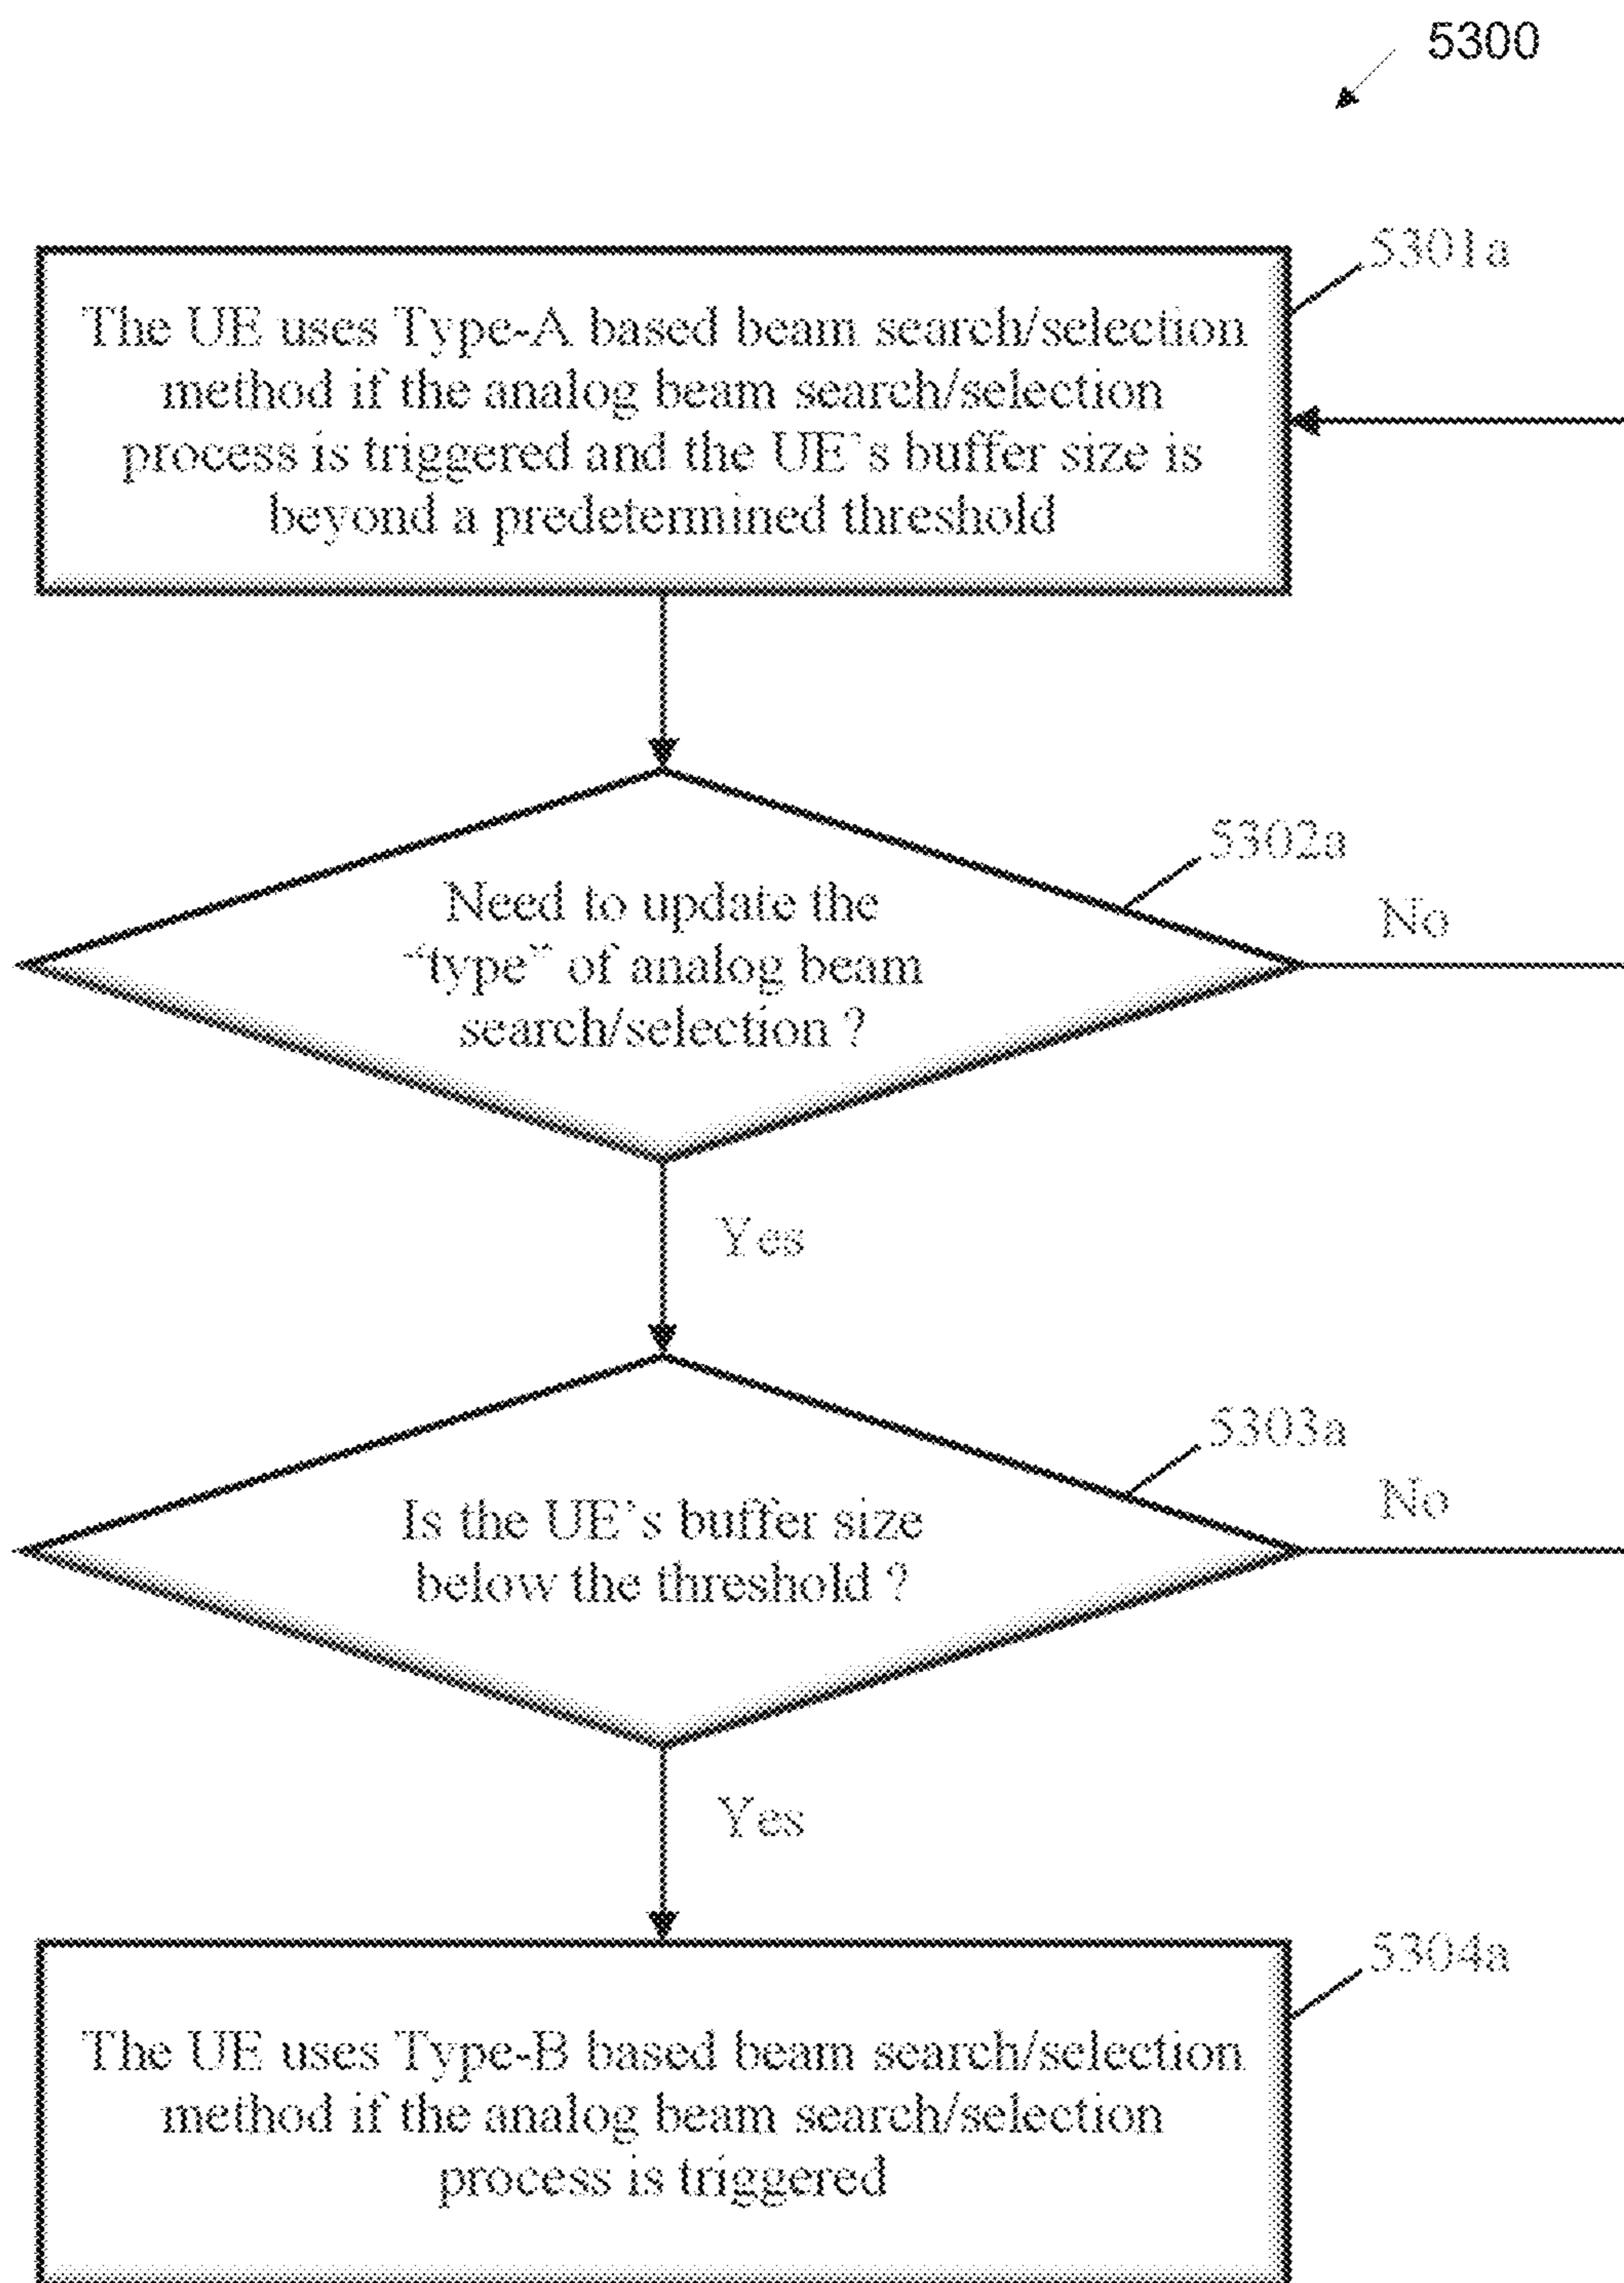 5300
5301a
The UE uses Type-A based beam search/selection
method if the analog beam search/selection
process is triggered and the UE's buffer size is
beyond a predetermined threshold
5302a
Need to update the
"type" of analog beam
search/selection ?
No
Yes
5303a
Is the UE's buffer size
below the threshold ?
No
Yes
5304a
The UE uses Type-B based beam search/selection
method if the analog beam search/selection
process is triggered